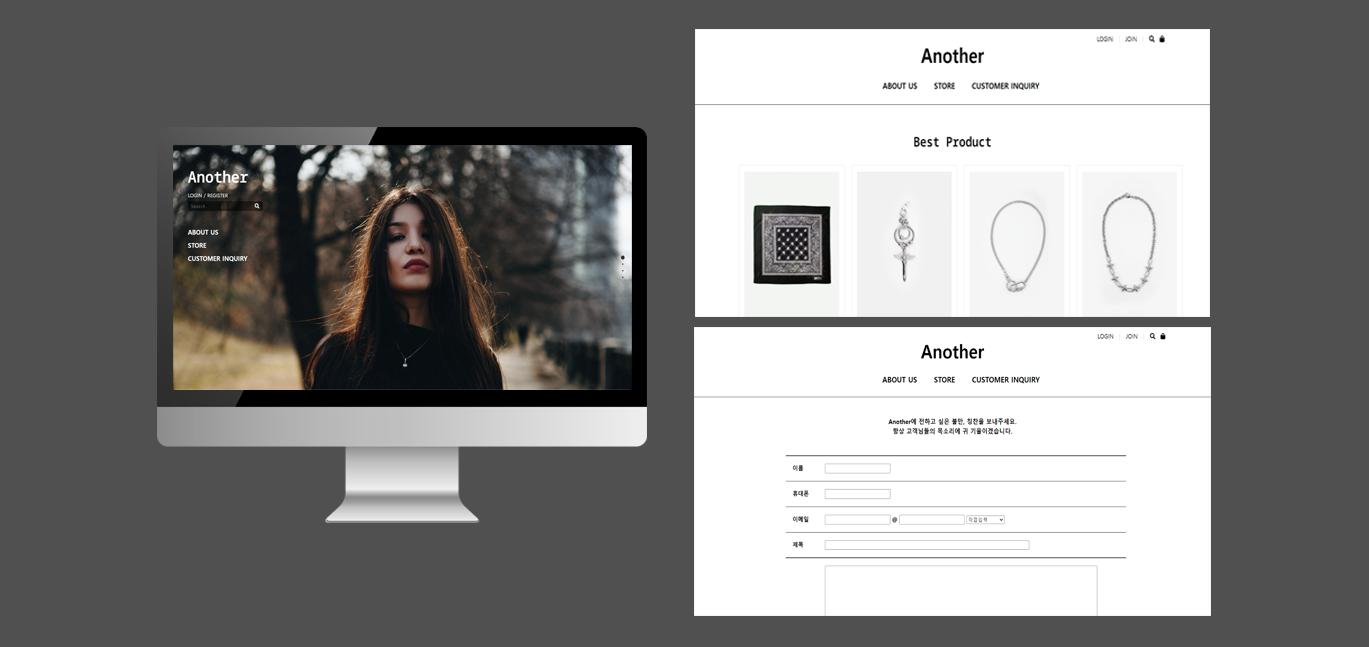 Another
LOGIN / REGISTER
Search
ABOUT US
STORE
CUSTOMER INQUIRY
LOGIN
JOIN
Another
ABOUT US
STORE
CUSTOMER INQUIRY
Best Product
LOGIN
JOIN
Another
ABOUT US
STORE
CUSTOMER INQUIRY
Another에 전하고 싶은 불만, 칭찬을 보내주세요.
항상 고객님들의 목소리에 귀 기울이겠습니다.
이름
휴대폰
이메일
@
직접입력
제목